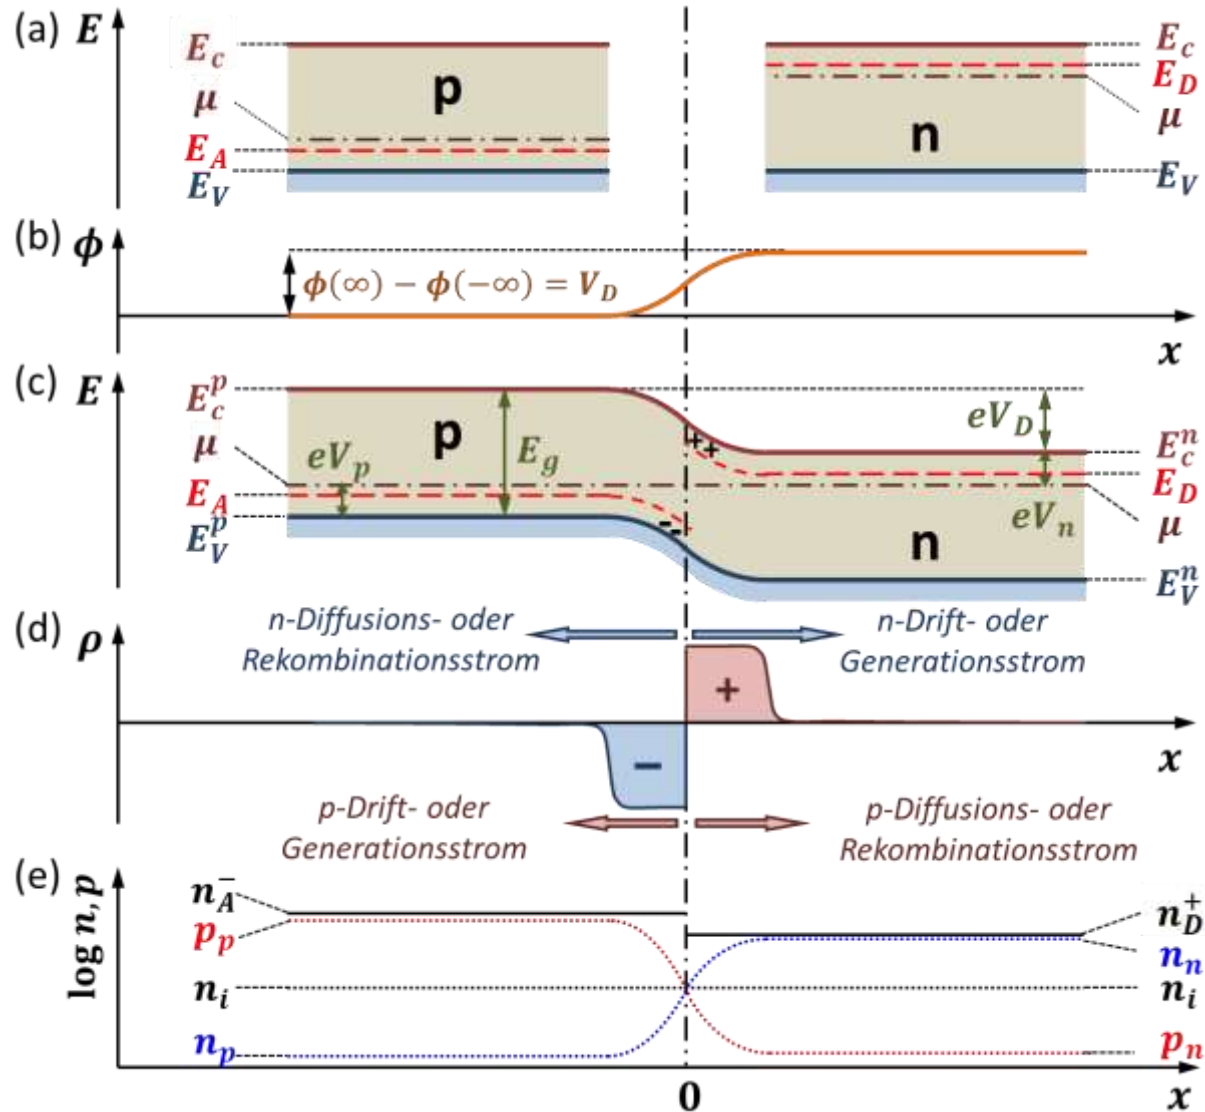 (a) E
E_c
μ
E_A
E_V
p
n
E_c
E_D
μ
E_V
(b) ϕ
ϕ(∞) − ϕ(−∞) = V_D
x
(c) E
E_c^p
μ
E_A
E_V^p
eV_p
p
E_g
++
--
n
eV_D
eV_n
E_c^n
E_D
μ
E_V^n
(d) ρ
n-Diffusions- oder
Rekombinationsstrom
n-Drift- oder
Generationsstrom
+
−
x
p-Drift- oder
Generationsstrom
p-Diffusions- oder
Rekombinationsstrom
(e) log n, p
n_A^−
p_p
n_i
n_p
n_D^+
n_n
n_i
p_n
0
x